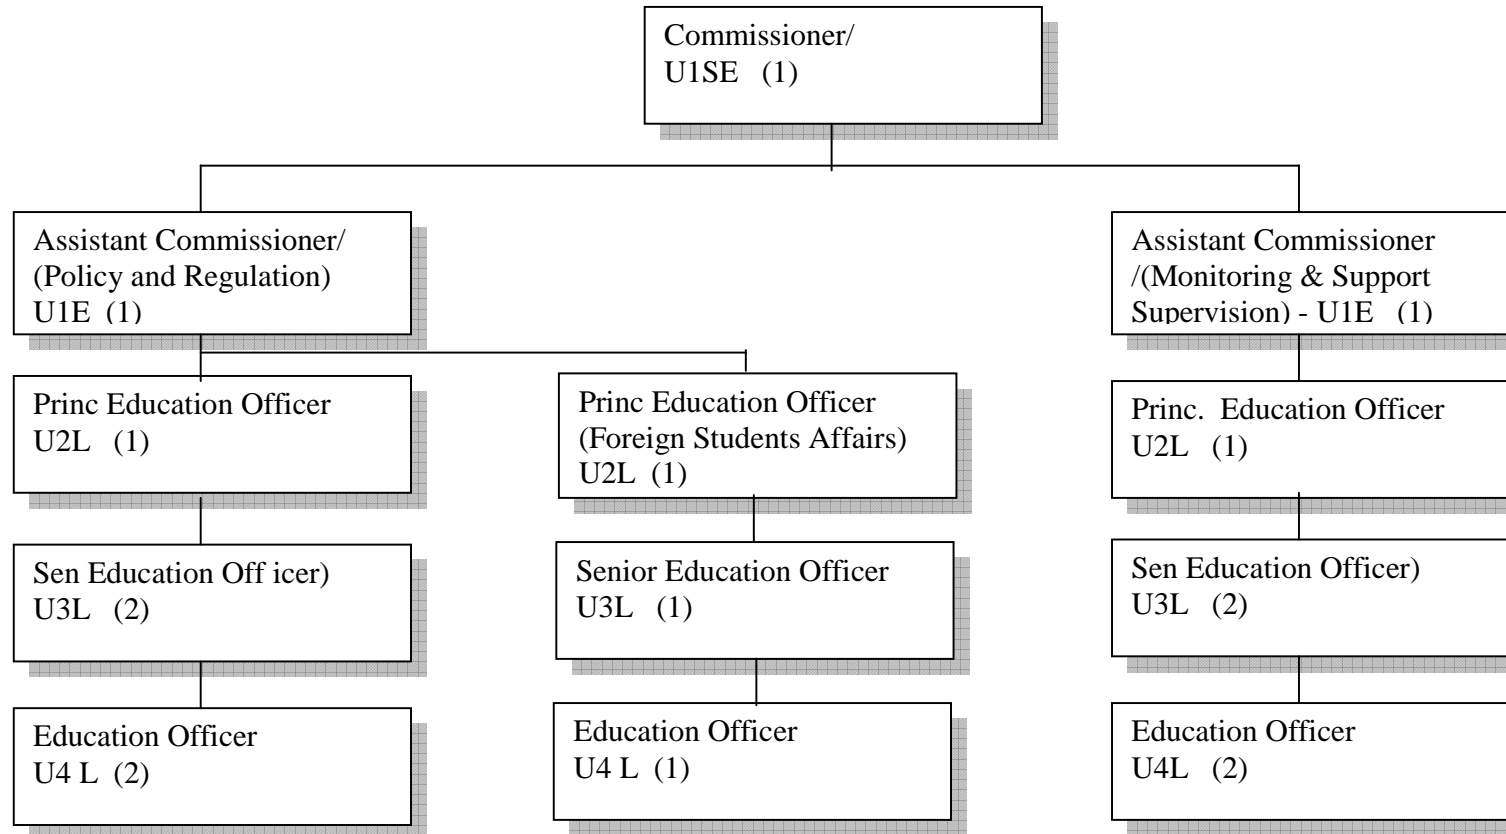 Commissioner/
U1SE (1)
Assistant Commissioner/
(Policy and Regulation)
U1E (1)
Assistant Commissioner
/(Monitoring & Support
Supervision) - U1E (1)
Princ Education Officer
U2L (1)
Princ Education Officer
(Foreign Students Affairs)
U2L (1)
Princ. Education Officer
U2L (1)
Sen Education Off icer)
U3L (2)
Senior Education Officer
U3L (1)
Sen Education Officer)
U3L (2)
Education Officer
U4 L (2)
Education Officer
U4 L (1)
Education Officer
U4L (2)